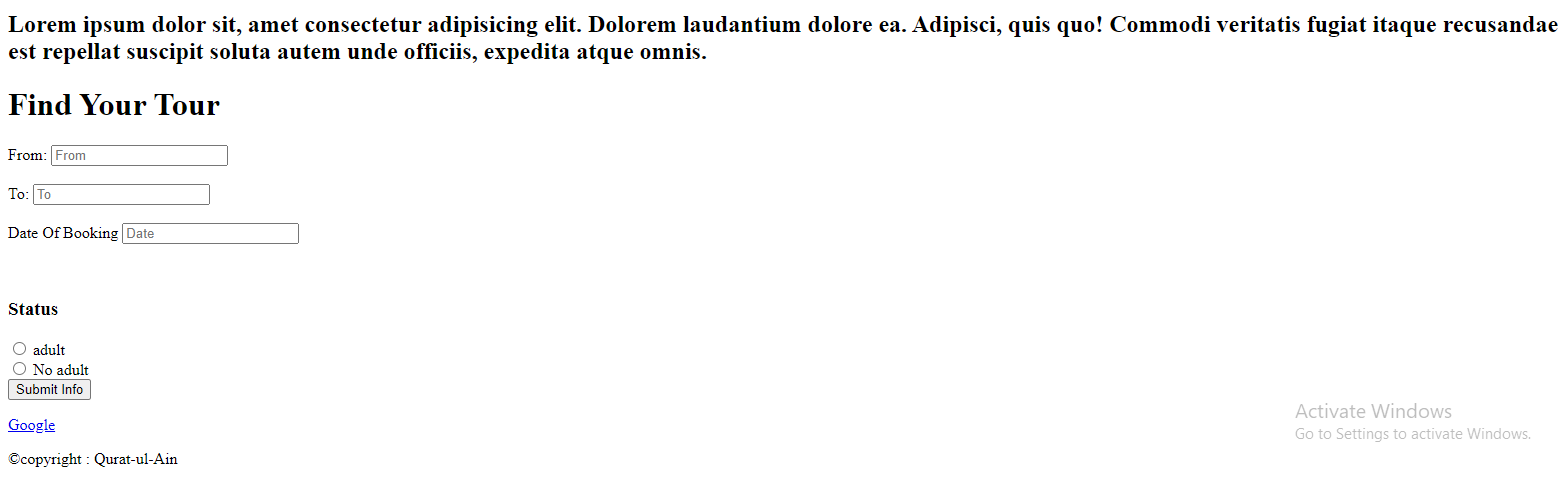 Lorem ipsum dolor sit, amet consectetur adipisicing elit. Dolorem laudantium dolore ea. Adipisci, quis quo! Commodi veritatis fugiat itaque recusandae
est repellat suscipit soluta autem unde officiis, expedita atque omnis.
Find Your Tour
From: From
To: To
Date Of Booking Date
Status
adult
No adult
Submit Info
Google
©copyright : Qurat-ul-Ain
Activate Windows
Go to Settings to activate Windows.